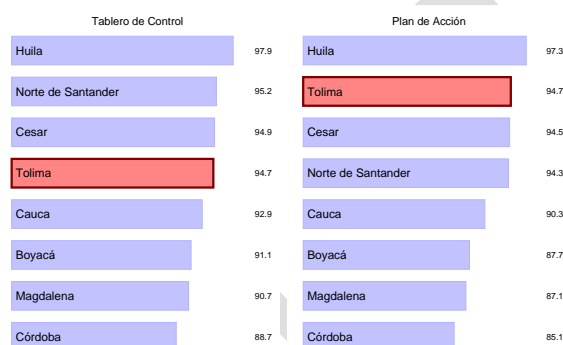 Tablero de Control
Huila 97.9
Norte de Santander 95.2
Cesar 94.9
Tolima 94.7
Cauca 92.9
Boyacá 91.1
Magdalena 90.7
Córdoba 88.7
Plan de Acción
Huila 97.3
Tolima 94.7
Cesar 94.5
Norte de Santander 94.3
Cauca 90.3
Boyacá 87.7
Magdalena 87.1
Córdoba 85.1